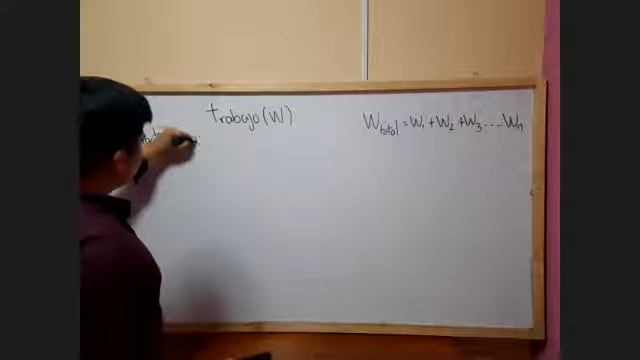 trabajo (W)
W total = W1 + W2 + W3 .... Wn